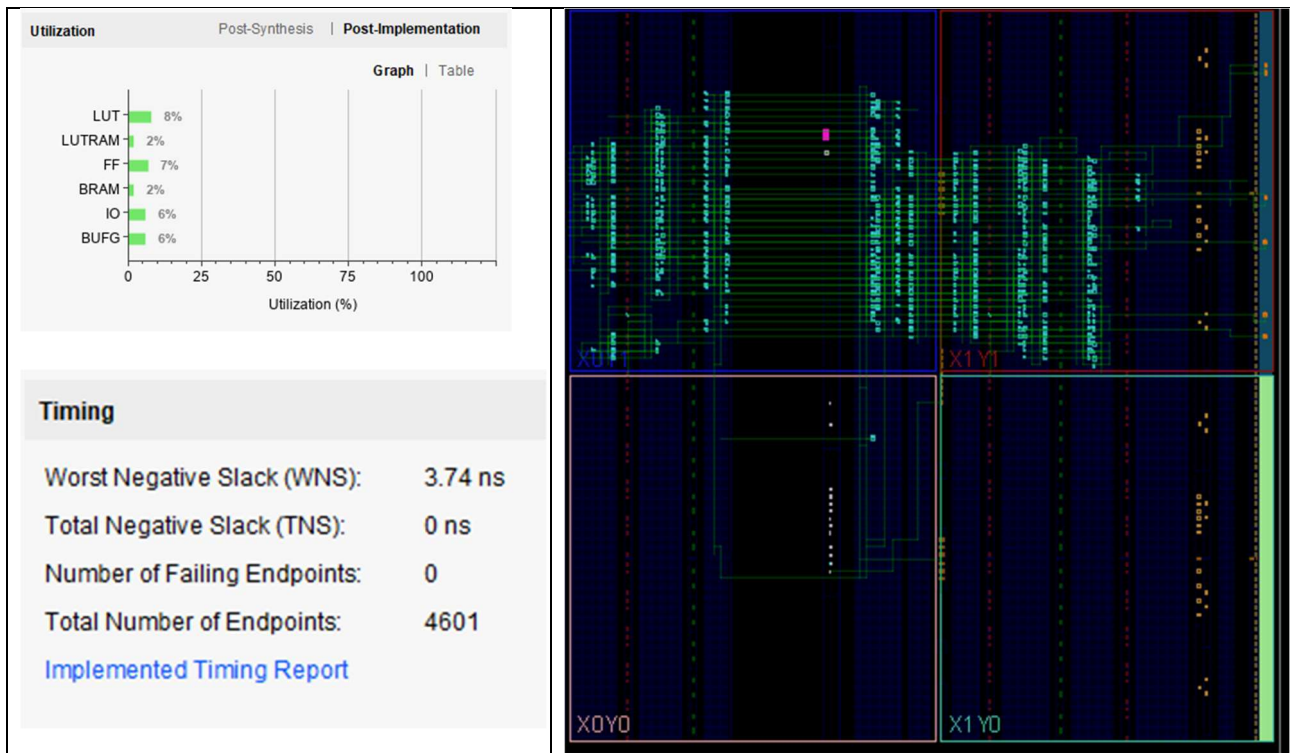 Utilization Post-Synthesis | Post-Implementation
Graph | Table
LUT 8%
LUTRAM 2%
FF 7%
BRAM 2%
IO 6%
BUFG 6%
0 25 50 75 100
Utilization (%)
Timing
Worst Negative Slack (WNS): 3.74 ns
Total Negative Slack (TNS): 0 ns
Number of Failing Endpoints: 0
Total Number of Endpoints: 4601
Implemented Timing Report
X0Y1
X1Y1
X0Y0
X1Y0